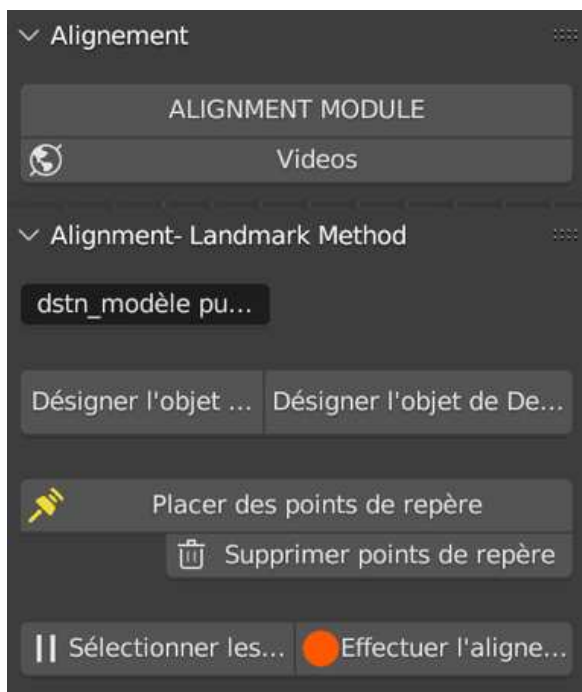 Alignement
ALIGNMENT MODULE
Videos
Alignment- Landmark Method
dstn_modèle pu...
Désigner l'objet ... Désigner l'objet de De...
Placer des points de repère
Supprimer points de repère
Sélectionner les... Effectuer l'aligne...